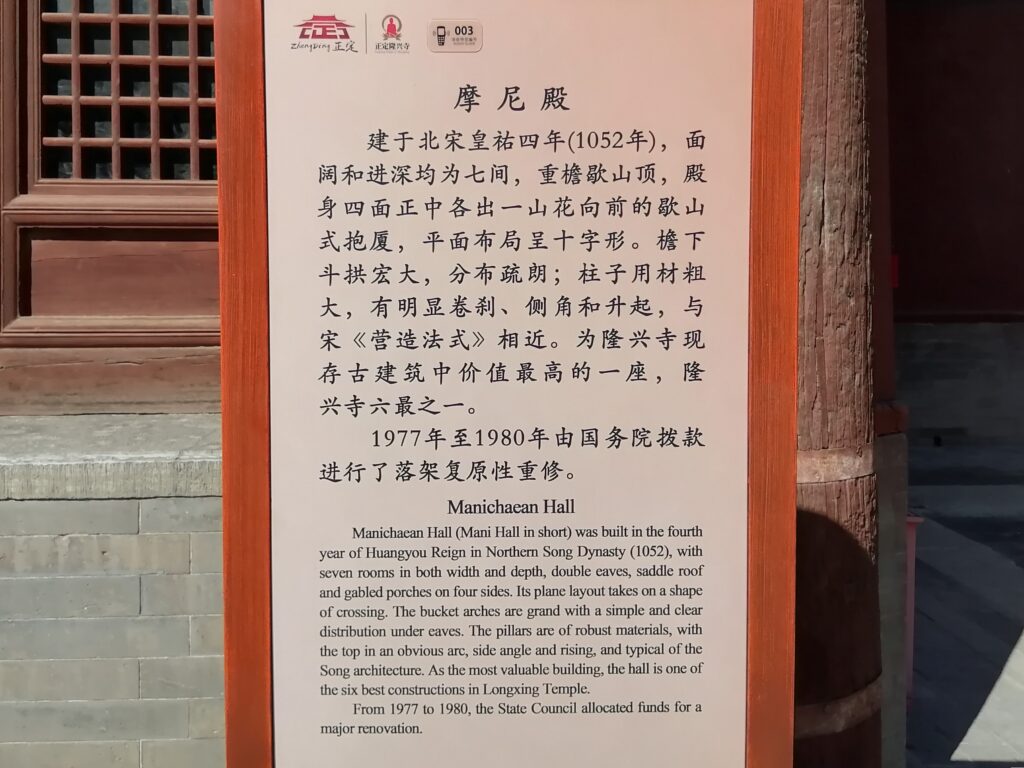 ZhengDing 正定
正定隆兴寺
003
摩尼殿
建于北宋皇祐四年(1052年)，面
阔和进深均为七间，重檐歇山顶，殿
身四面正中各出一山花向前的歇山
式抱厦，平面布局呈十字形。檐下
斗拱宏大，分布疏朗；柱子用材粗
大，有明显卷刹、侧角和升起，与
宋《营造法式》相近。为隆兴寺现
存古建筑中价值最高的一座，隆
兴寺六最之一。
1977年至1980年由国务院拨款
进行了落架复原性重修。
Manichaean Hall
Manichaean Hall (Mani Hall in short) was built in the fourth
year of Huangyou Reign in Northern Song Dynasty (1052), with
seven rooms in both width and depth, double eaves, saddle roof
and gabled porches on four sides. Its plane layout takes on a shape
of crossing. The bucket arches are grand with a simple and clear
distribution under eaves. The pillars are of robust materials, with
the top in an obvious arc, side angle and rising, and typical of the
Song architecture. As the most valuable building, the hall is one of
the six best constructions in Longxing Temple.
From 1977 to 1980, the State Council allocated funds for a
major renovation.